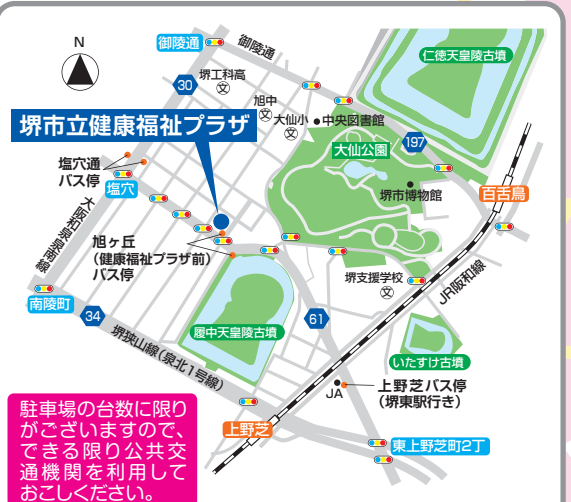 N
御陵通
御陵通
仁徳天皇陵古墳
30
堺工科高
文
旭中
文
大仙小
文
中央図書館
堺市立健康福祉プラザ
197
大仙公園
塩穴通
バス停
塩穴
堺市博物館
百舌鳥
大阪和泉泉南線
旭ヶ丘
(健康福祉プラザ前)
バス停
堺支援学校
文
JR阪和線
南陵町
34
堺狭山線(泉北1号線)
履中天皇陵古墳
61
いたすけ古墳
JA
上野芝バス停
(堺東駅行き)
上野芝
東上野芝町2丁
駐車場の台数に限り
がございますので、
できる限り公共交
通機関を利用して
おこしください。